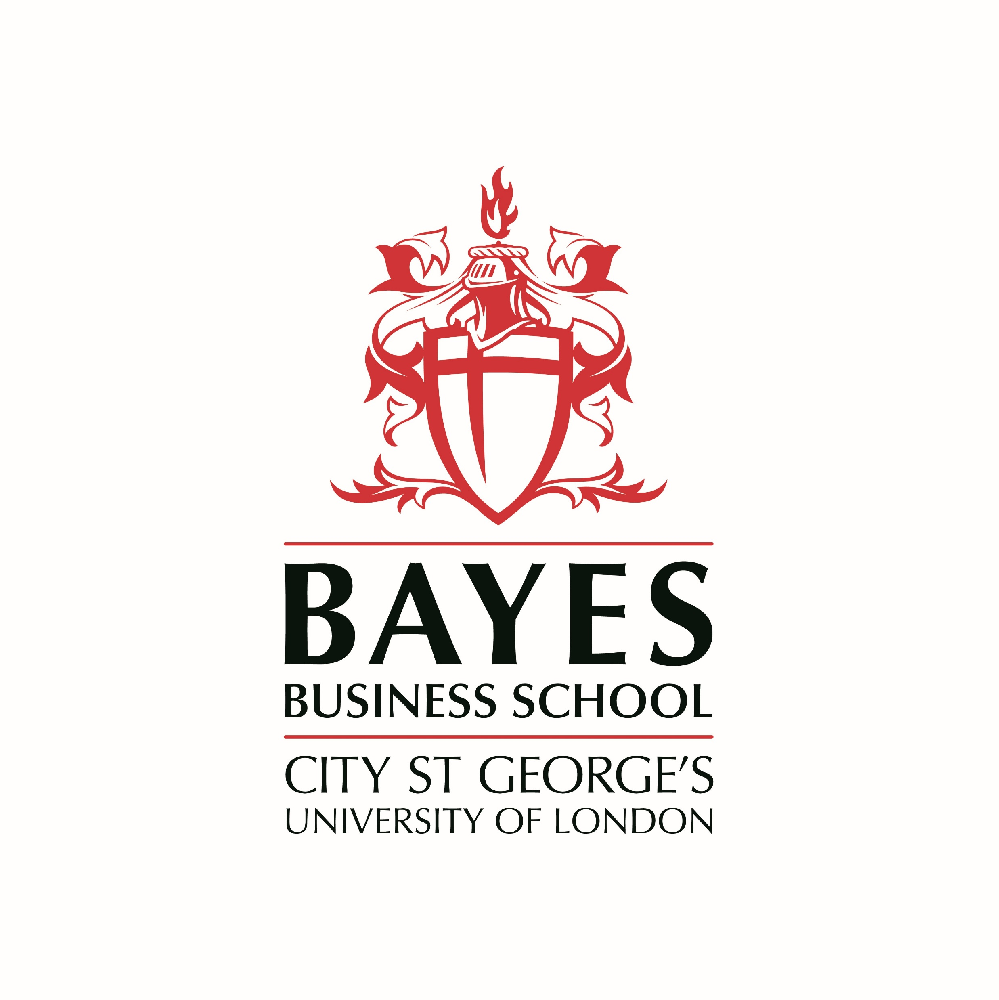 BAYES
BUSINESS SCHOOL
CITY ST GEORGE'S
UNIVERSITY OF LONDON